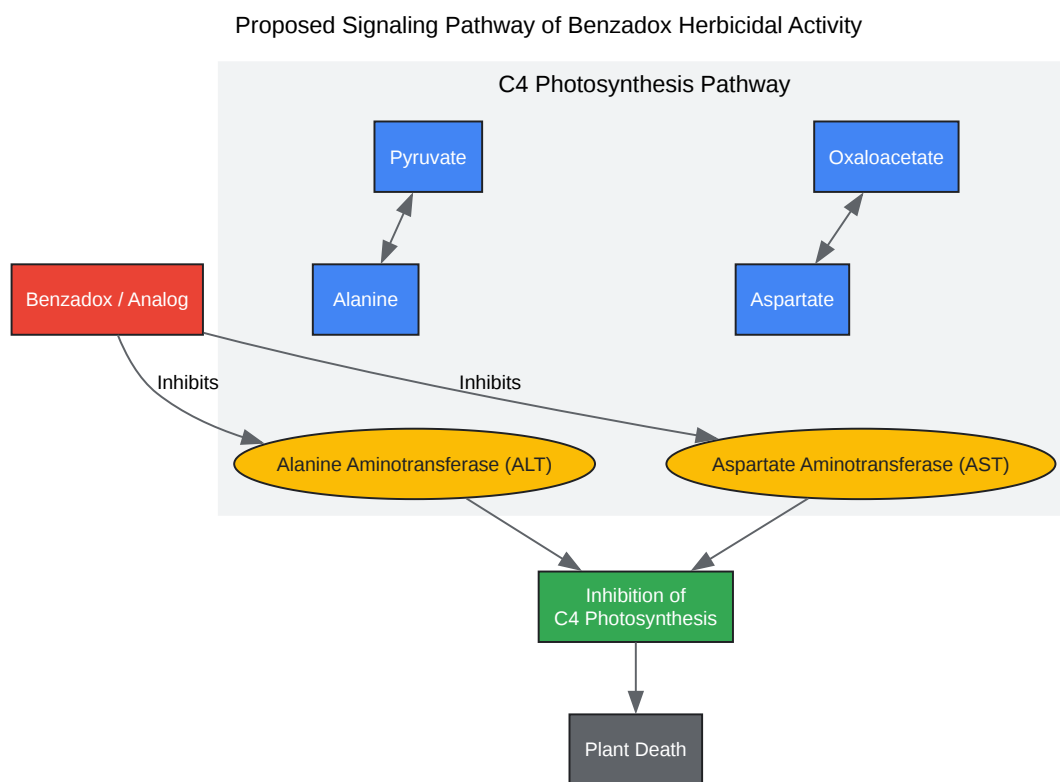 Proposed Signaling Pathway of Benzadox Herbicidal Activity
C4 Photosynthesis Pathway
Pyruvate
Oxaloacetate
Benzadox / Analog
Alanine
Aspartate
Inhibits
Inhibits
Alanine Aminotransferase (ALT)
Aspartate Aminotransferase (AST)
Inhibition of
C4 Photosynthesis
Plant Death